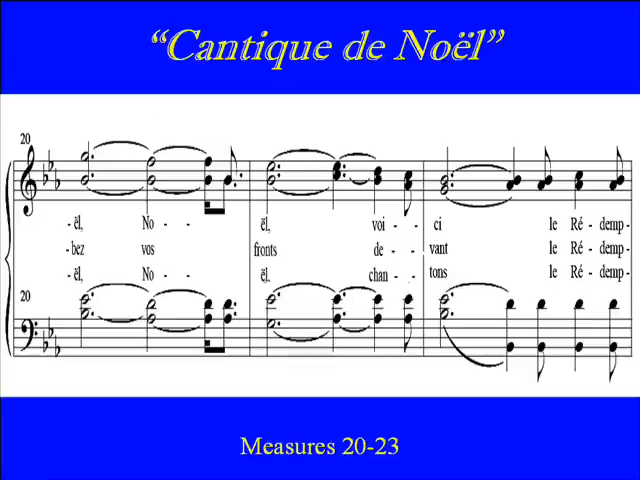 “Cantique de Noël”
20
- ël, No - - ël, voi - - ci le Ré - demp -
- bez vos fronts de - - vant le Ré - demp -
- ël, No - - ël. chan - - tons le Ré - demp -
20
Measures 20-23